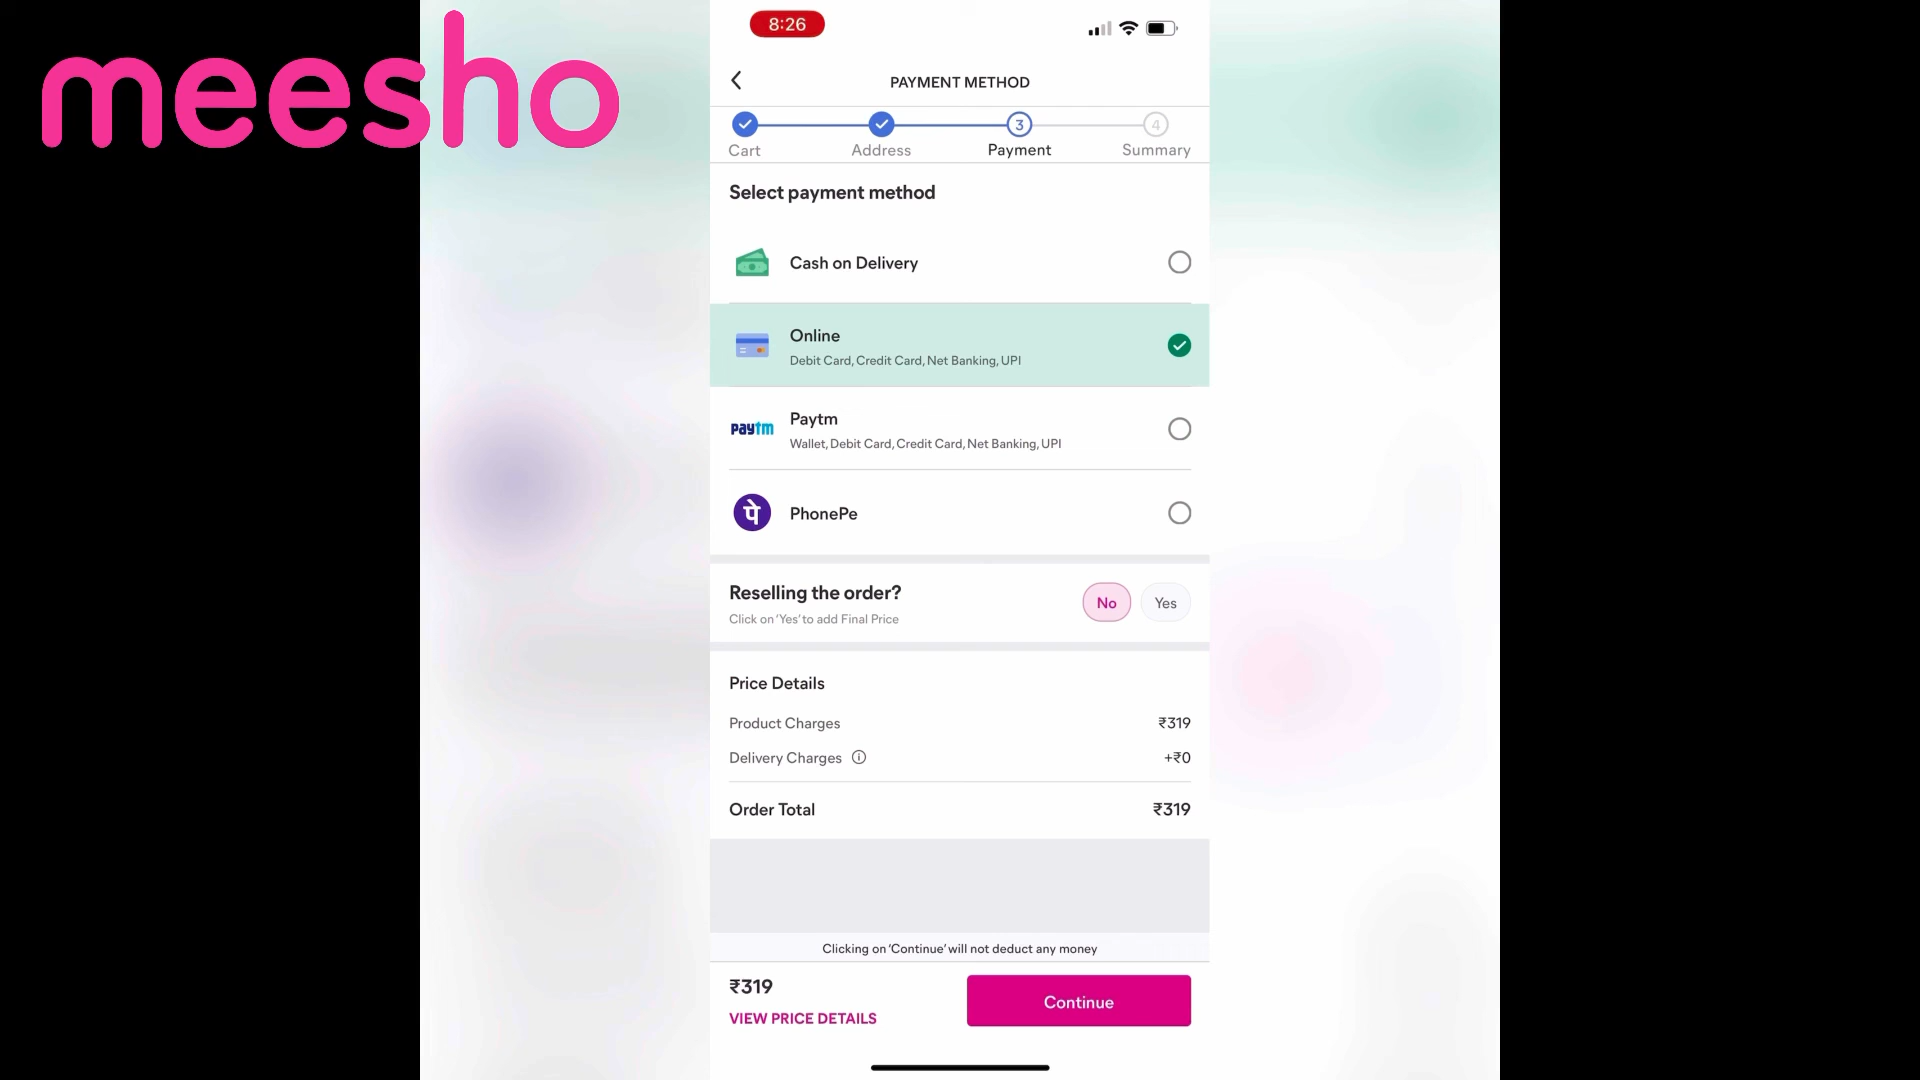 meesho
8:26
PAYMENT METHOD
3
4
Cart
Address
Payment
Summary
Select payment method
Cash on Delivery
Online
Debit Card, Credit Card, Net Banking, UPI
paytm
Paytm
Wallet, Debit Card, Credit Card, Net Banking, UPI
पे
PhonePe
Reselling the order?
No
Yes
Click on 'Yes' to add Final Price
Price Details
Product Charges
₹319
Delivery Charges
+₹0
Order Total
₹319
Clicking on 'Continue' will not deduct any money
₹319
Continue
VIEW PRICE DETAILS